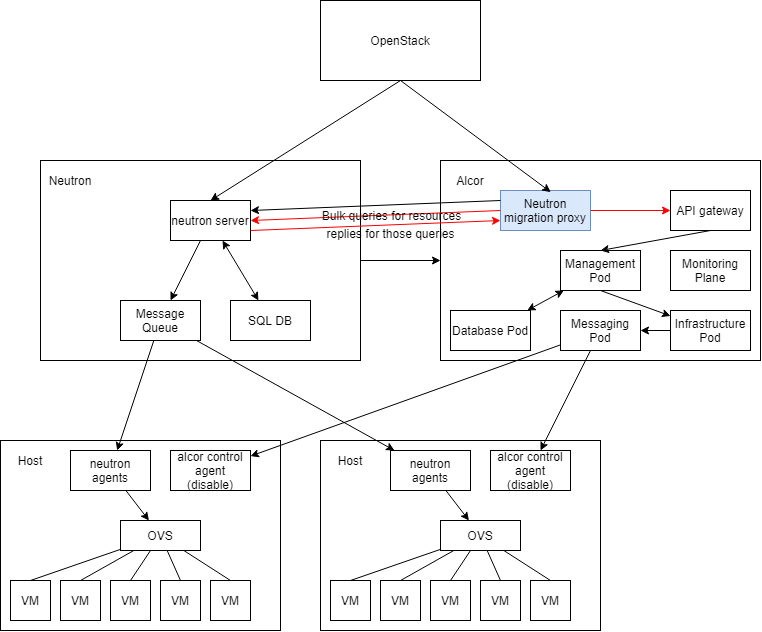 OpenStack
Neutron
Alcor
neutron server
Neutron
migration proxy
API gateway
Bulk queries for resources
replies for those queries
Management
Pod
Monitoring
Plane
Message
Queue
SQL DB
Database Pod
Messaging
Pod
Infrastructure
Pod
Host
neutron
agents
alcor control
agent
(disable)
Host
neutron
agents
alcor control
agent
(disable)
OVS
OVS
VM
VM
VM
VM
VM
VM
VM
VM
VM
VM